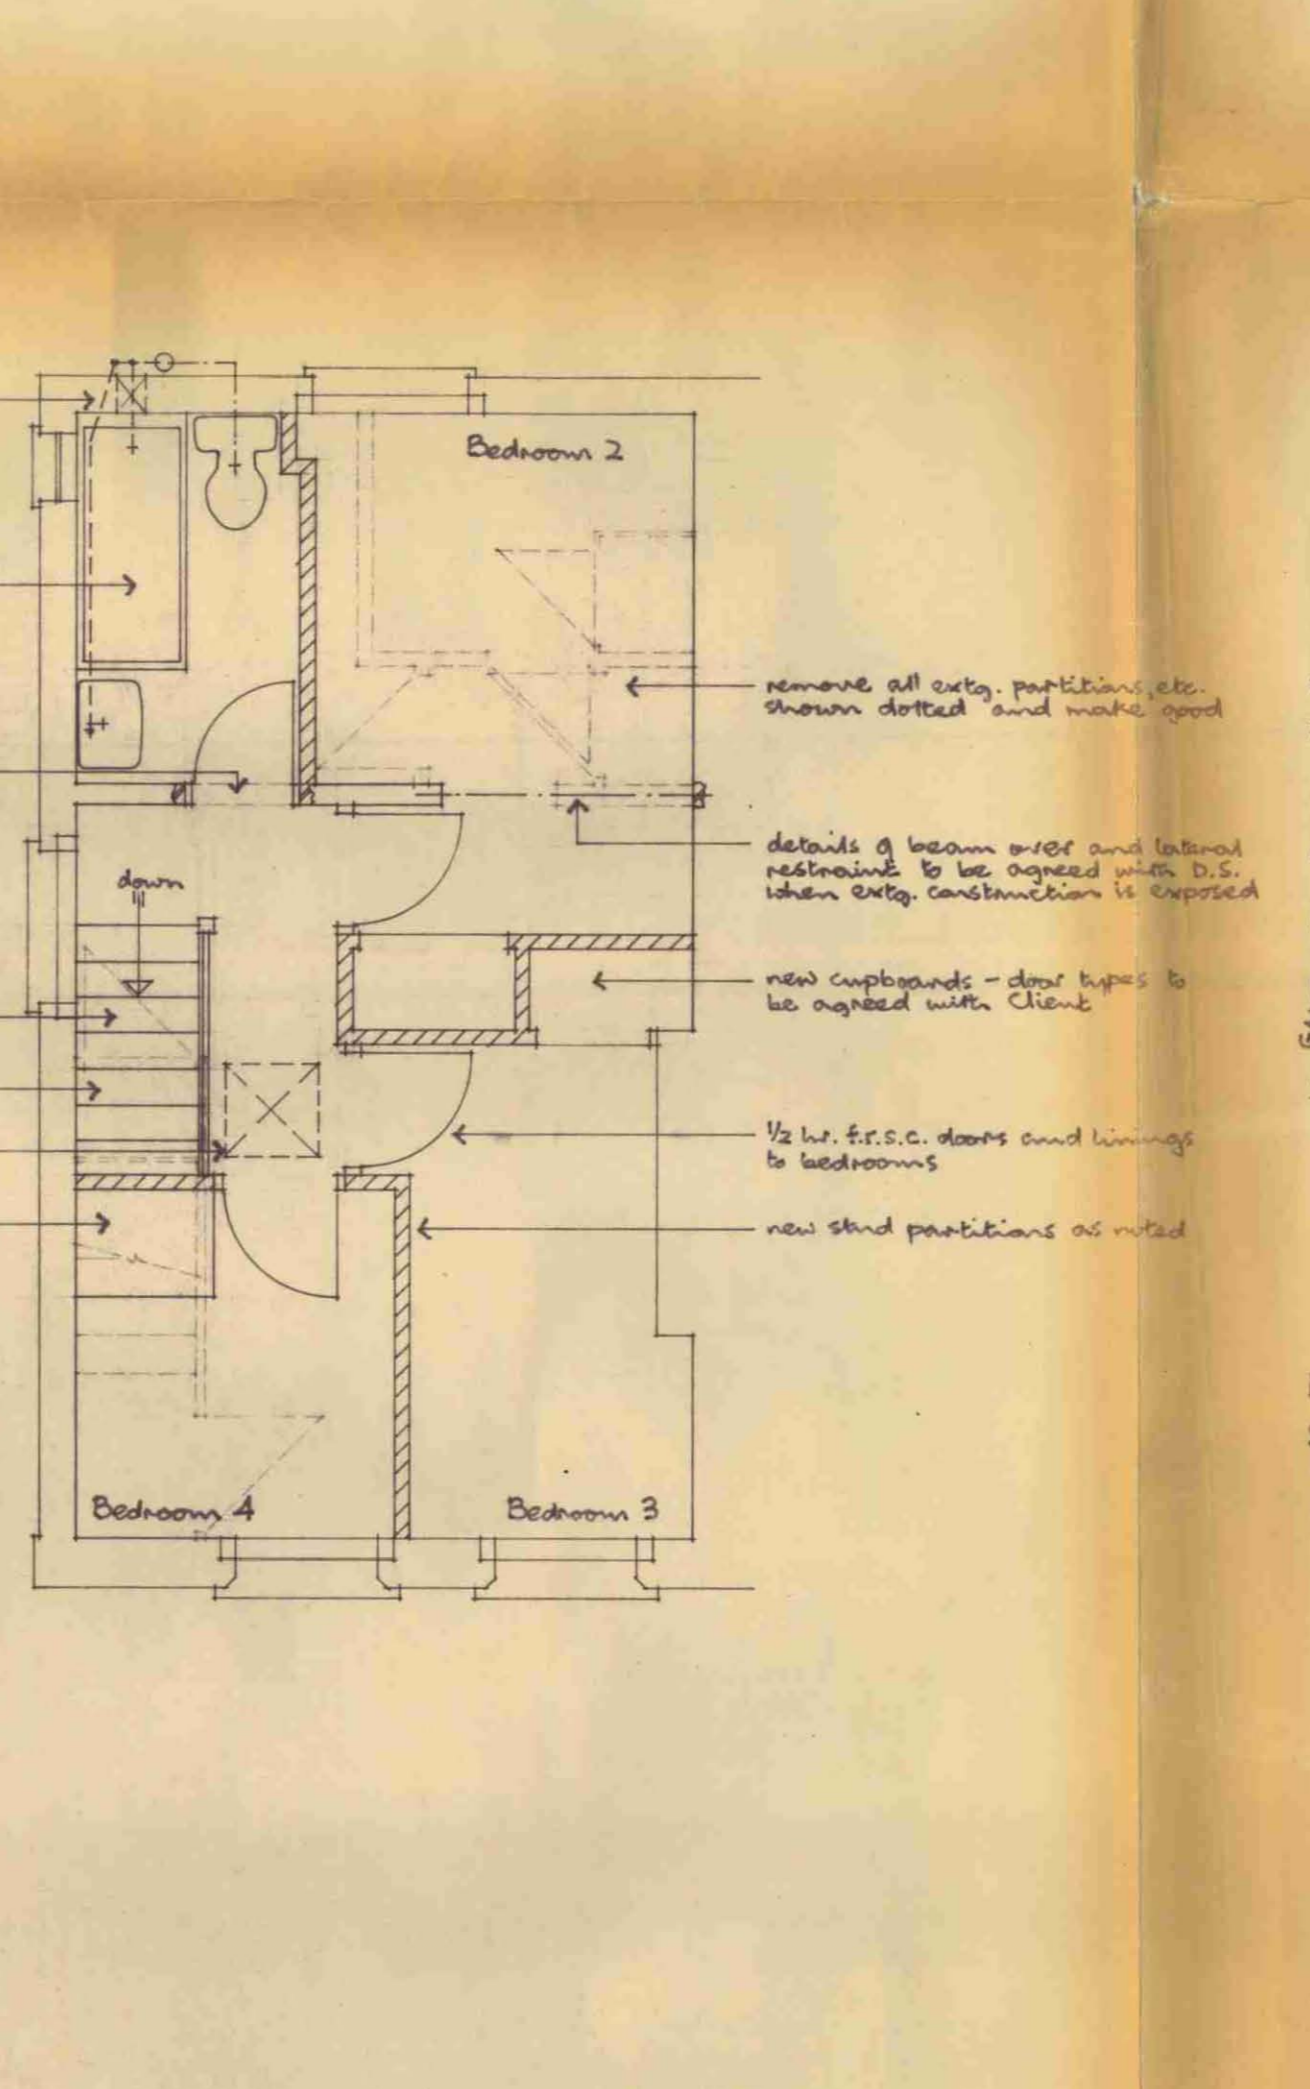 Bedroom 2
remove all extg. partitions, etc.
shown dotted and make good
details of beam over and lateral
restraint to be agreed with D.S.
when extg. construction is exposed
down
new cupboards - door types to
be agreed with Client
1/2 hr. f.r.s.c. doors and linings
to bedrooms
new stud partitions as noted
Bedroom 4
Bedroom 3